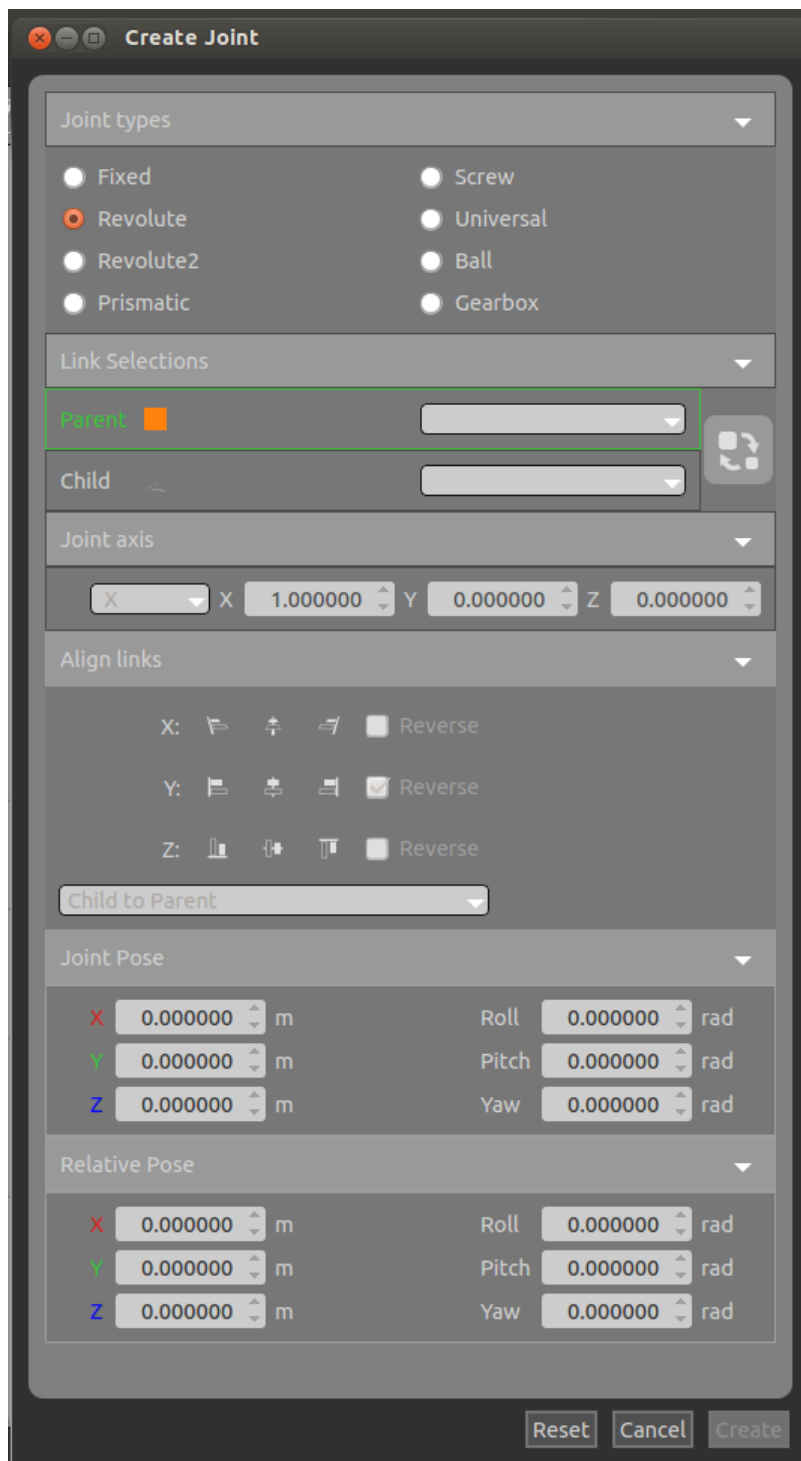 Create Joint
Joint types
Fixed Screw
Revolute Universal
Revolute2 Ball
Prismatic Gearbox
Link Selections
Parent
Child
Joint axis
X X 1.000000 Y 0.000000 Z 0.000000
Align links
X: Reverse
Y: Reverse
Z: Reverse
Child to Parent
Joint Pose
X 0.000000 m Roll 0.000000 rad
Y 0.000000 m Pitch 0.000000 rad
Z 0.000000 m Yaw 0.000000 rad
Relative Pose
X 0.000000 m Roll 0.000000 rad
Y 0.000000 m Pitch 0.000000 rad
Z 0.000000 m Yaw 0.000000 rad
Reset Cancel Create